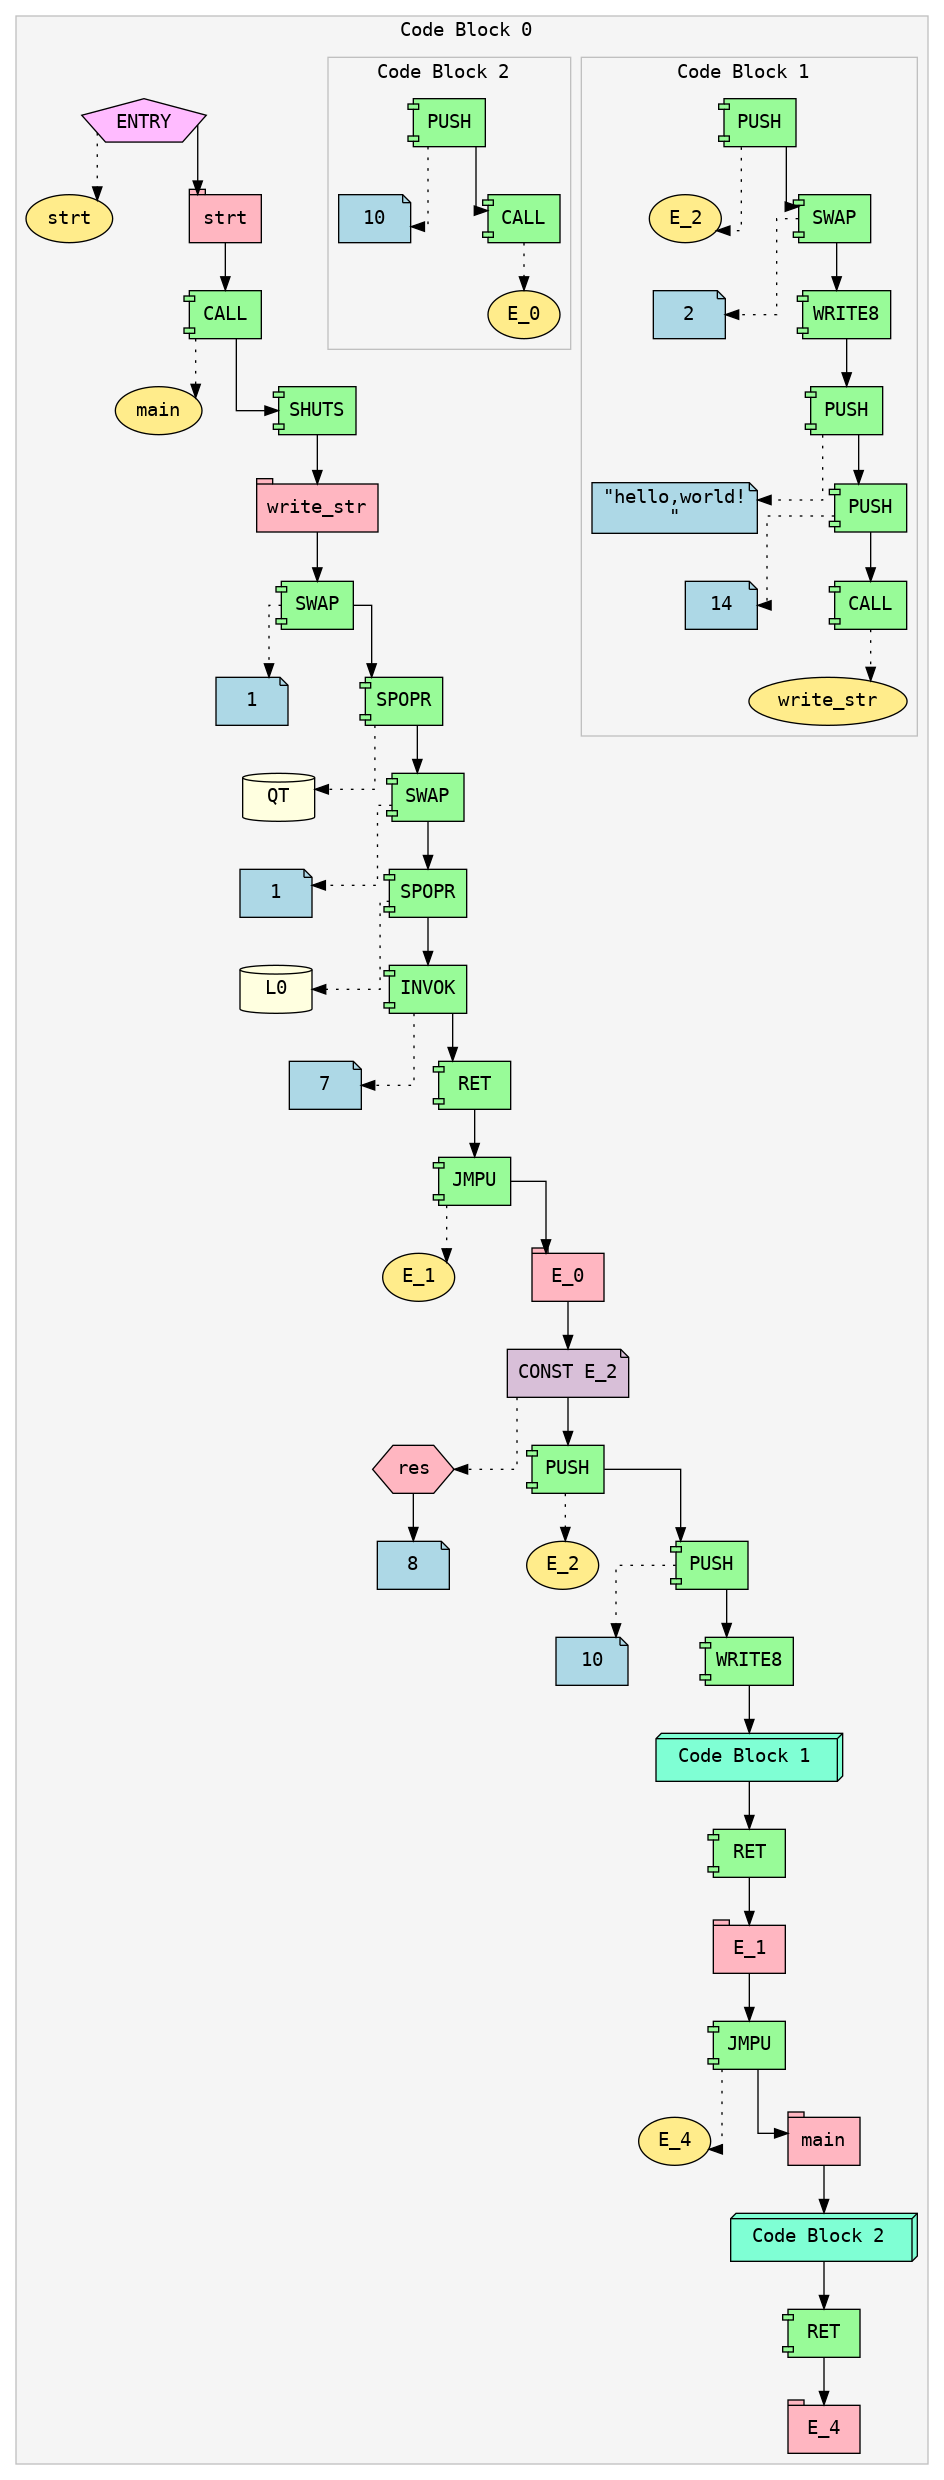 Code Block 0
Code Block 2
Code Block 1
ENTRY
PUSH
PUSH
strt
strt
10
CALL
E_2
SWAP
CALL
E_0
2
WRITE8
main
SHUTS
PUSH
write_str
"hello,world!
"
PUSH
SWAP
14
CALL
1
SPOPR
write_str
QT
SWAP
1
SPOPR
L0
INVOK
7
RET
JMPU
E_1
E_0
CONST E_2
res
PUSH
8
E_2
PUSH
10
WRITE8
Code Block 1
RET
E_1
JMPU
E_4
main
Code Block 2
RET
E_4